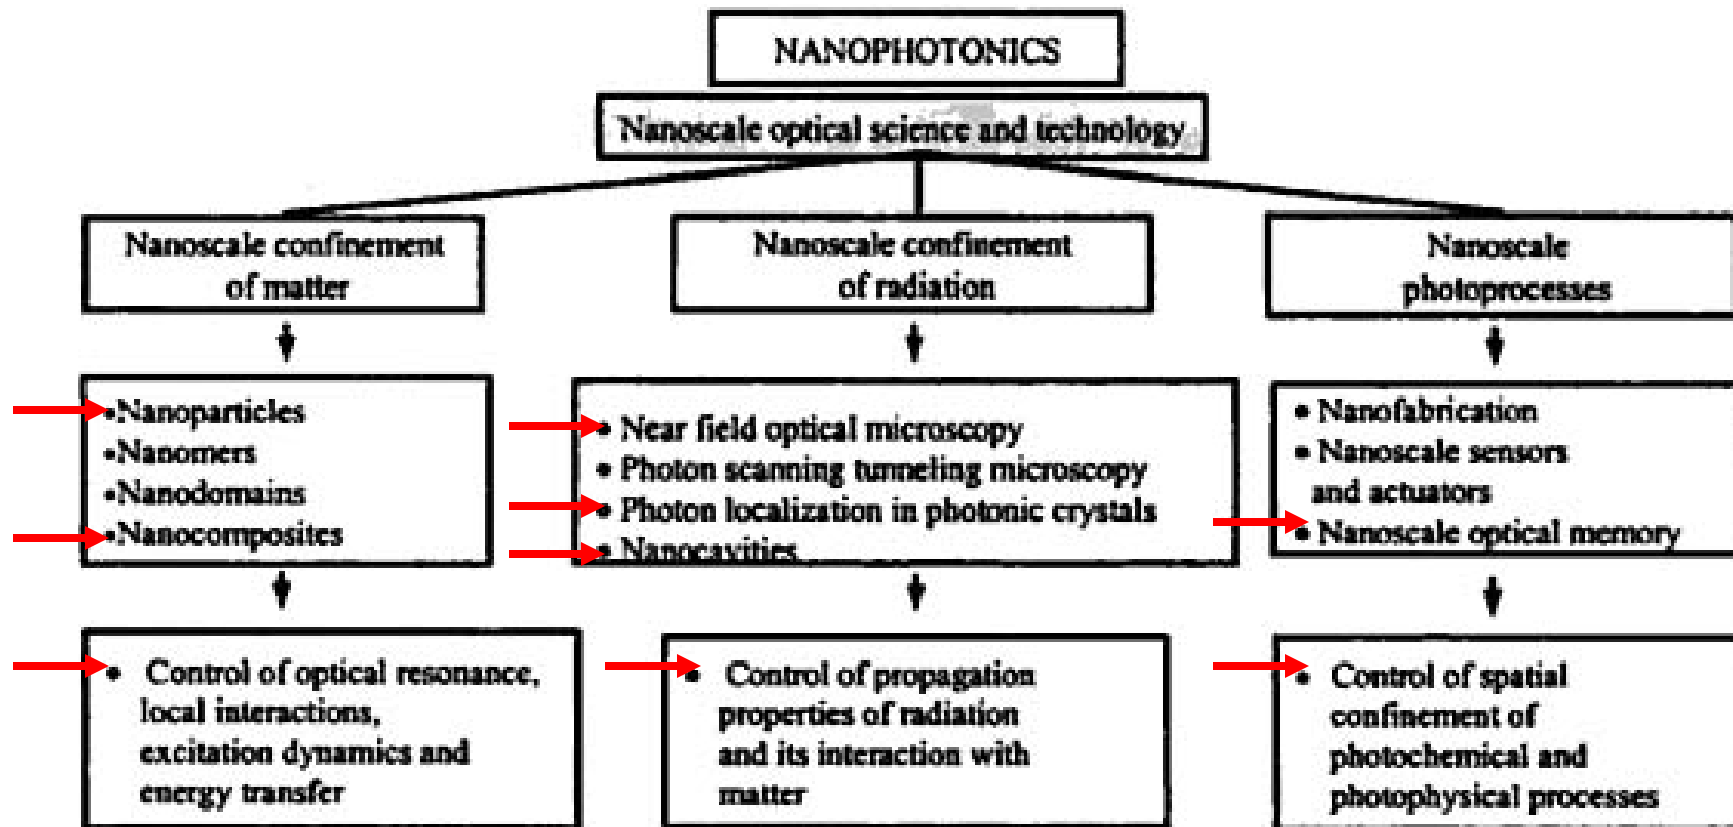 NANOPHOTONICS
Nanoscale optical science and technology
Nanoscale confinement
of matter
Nanoscale confinement
of radiation
Nanoscale
photoprocesses
•Nanoparticles
•Nanomers
•Nanodomains
•Nanocomposites
• Near field optical microscopy
• Photon scanning tunneling microscopy
• Photon localization in photonic crystals
• Nanocavities
• Nanofabrication
• Nanoscale sensors
and actuators
• Nanoscale optical memory
• Control of optical resonance,
local interactions,
excitation dynamics and
energy transfer
• Control of propagation
properties of radiation
and its interaction with
matter
• Control of spatial
confinement of
photochemical and
photophysical processes